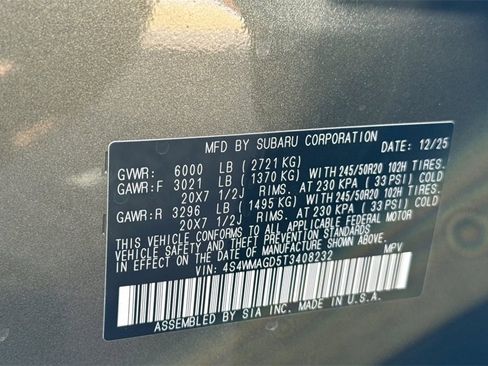 MFD BY SUBARU CORPORATION DATE: 12/25
GVWR: 6000 LB ( 2721 KG)
GAWR:F 3021 LB ( 1370 KG) WITH 245/50R20 102H TIRES.
20X7 1/2J RIMS. AT 230 KPA ( 33 PSI) COLD
GAWR:R 3296 LB ( 1495 KG) WITH 245/50R20 102H TIRES.
20X7 1/2J RIMS. AT 230 KPA ( 33 PSI) COLD
THIS VEHICLE CONFORMS TO ALL APPLICABLE FEDERAL MOTOR
VEHICLE SAFETY, BUMPER, AND THEFT PREVENTION STANDARDS
IN EFFECT ON THE DATE OF MANUFACTURE SHOWN ABOVE.
VIN: 4S4WMAGD5T3408232 MPV
ASSEMBLED BY SIA MADE IN U.S.A.